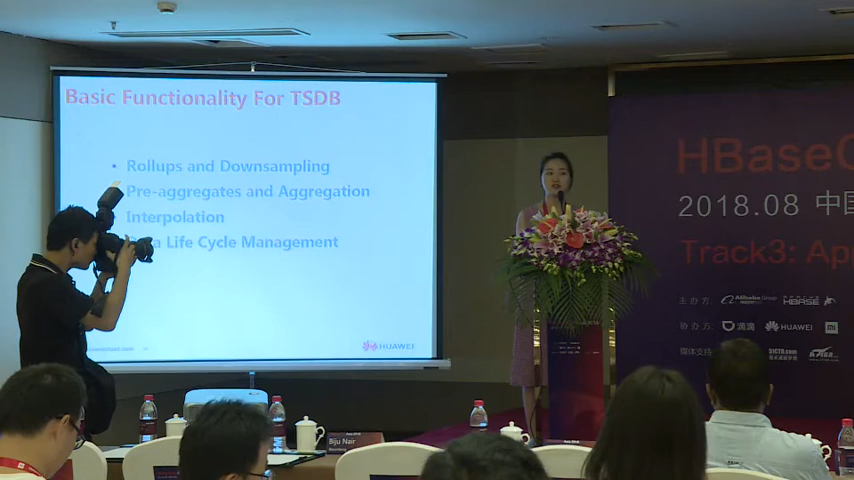 Basic Functionality For TSDB
• Rollups and Downsampling
Pre-aggregates and Aggregation
Interpolation
Life Cycle Management
HUAWEI
HBaseC
2018.08 中国
Track3: App
主办方
Alibaba Group
HBASE
协办方
滴滴
HUAWEI
媒体支持
51CTO.com
Biju Nair